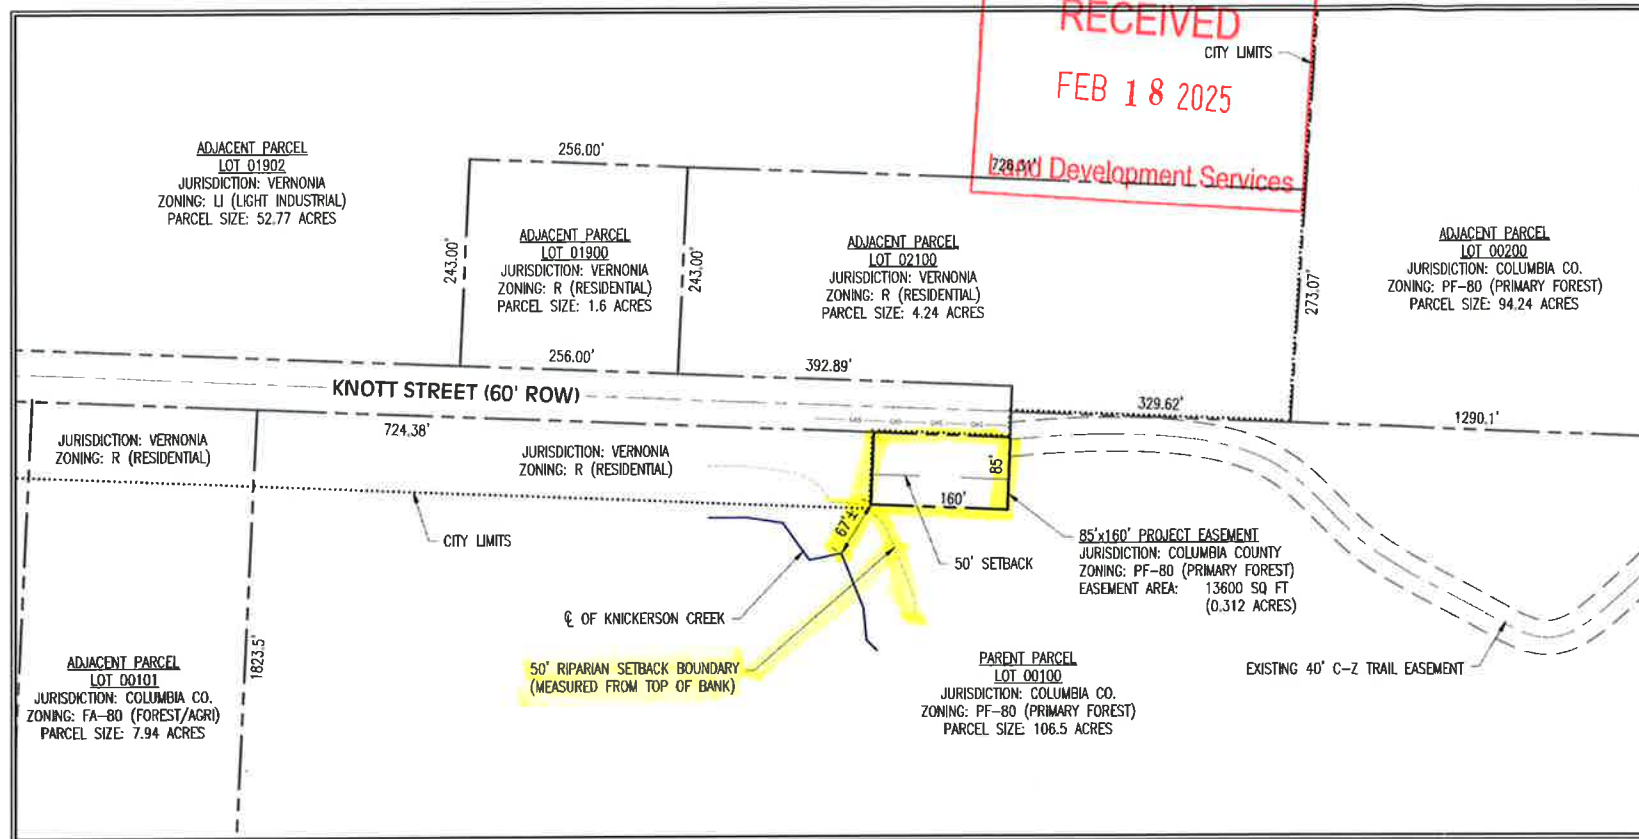 RECEIVED
FEB 18 2025
Land Development Services
CITY LIMITS
ADJACENT PARCEL
LOT 01902
JURISDICTION: VERNONIA
ZONING: LI (LIGHT INDUSTRIAL)
PARCEL SIZE: 52.77 ACRES
256.00'
243.00'
ADJACENT PARCEL
LOT 01900
JURISDICTION: VERNONIA
ZONING: R (RESIDENTIAL)
PARCEL SIZE: 1.6 ACRES
243.00'
ADJACENT PARCEL
LOT 02100
JURISDICTION: VERNONIA
ZONING: R (RESIDENTIAL)
PARCEL SIZE: 4.24 ACRES
273.07'
ADJACENT PARCEL
LOT 00200
JURISDICTION: COLUMBIA CO.
ZONING: PF-80 (PRIMARY FOREST)
PARCEL SIZE: 94.24 ACRES
256.00'
392.89'
KNOTT STREET (60' ROW)
329.62'
1290.1'
724.38'
JURISDICTION: VERNONIA
ZONING: R (RESIDENTIAL)
JURISDICTION: VERNONIA
ZONING: R (RESIDENTIAL)
85'
160'
67'±
CITY LIMITS
50' SETBACK
85'x160' PROJECT EASEMENT
JURISDICTION: COLUMBIA COUNTY
ZONING: PF-80 (PRIMARY FOREST)
EASEMENT AREA: 13600 SQ FT
(0.312 ACRES)
℄ OF KNICKERSON CREEK
50' RIPARIAN SETBACK BOUNDARY
(MEASURED FROM TOP OF BANK)
1823.5'
ADJACENT PARCEL
LOT 00101
JURISDICTION: COLUMBIA CO.
ZONING: FA-80 (FOREST/AGRI)
PARCEL SIZE: 7.94 ACRES
PARENT PARCEL
LOT 00100
JURISDICTION: COLUMBIA CO.
ZONING: PF-80 (PRIMARY FOREST)
PARCEL SIZE: 106.5 ACRES
EXISTING 40' C-Z TRAIL EASEMENT